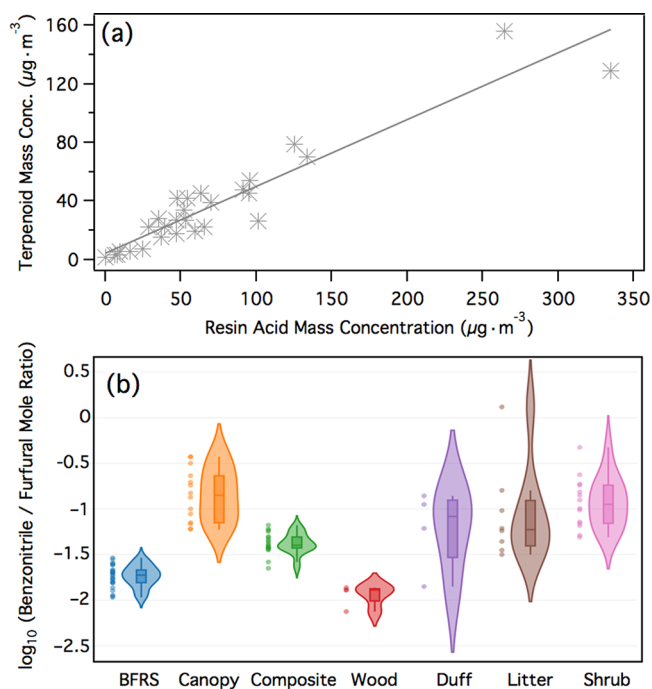 (a)
Terpenoid Mass Conc. (µg · m⁻³)
160
120
80
40
0
0 50 100 150 200 250 300 350
Resin Acid Mass Concentration (µg · m⁻³)
(b)
log₁₀ (Benzonitrile / Furfural Mole Ratio)
0.5
0
−0.5
−1
−1.5
−2
−2.5
BFRS Canopy Composite Wood Duff Litter Shrub